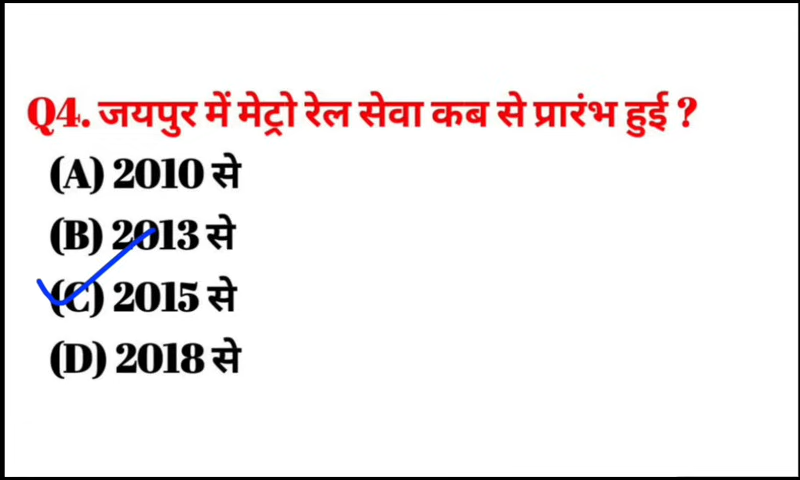 Q4. जयपुर में मेट्रो रेल सेवा कब से प्रारंभ हुई ?
(A) 2010 से
(B) 2013 से
(C) 2015 से
(D) 2018 से